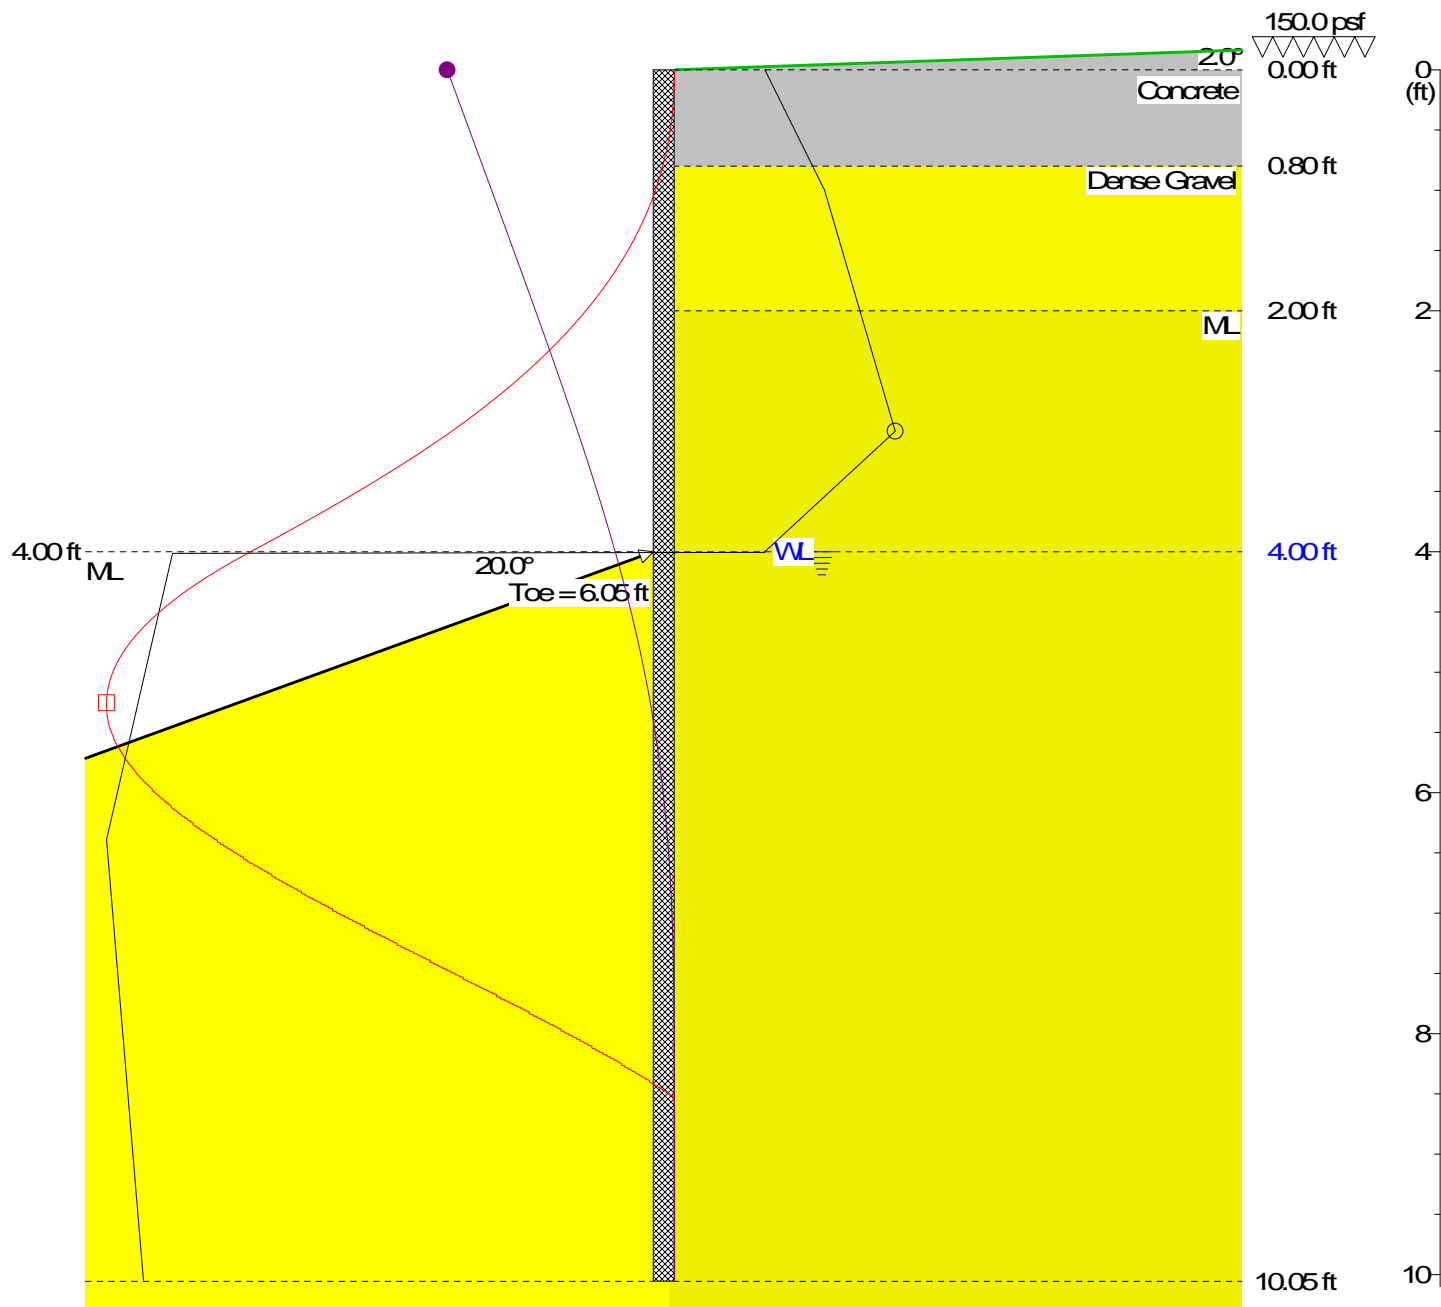 150.0 psf
2.0°
0.00 ft
0
(ft)
Concrete
0.80 ft
Dense Gravel
2.00 ft
2
ML
4.00 ft
ML
20.0°
Toe = 6.05 ft
WL
4.00 ft
4
6
8
10.05 ft
10